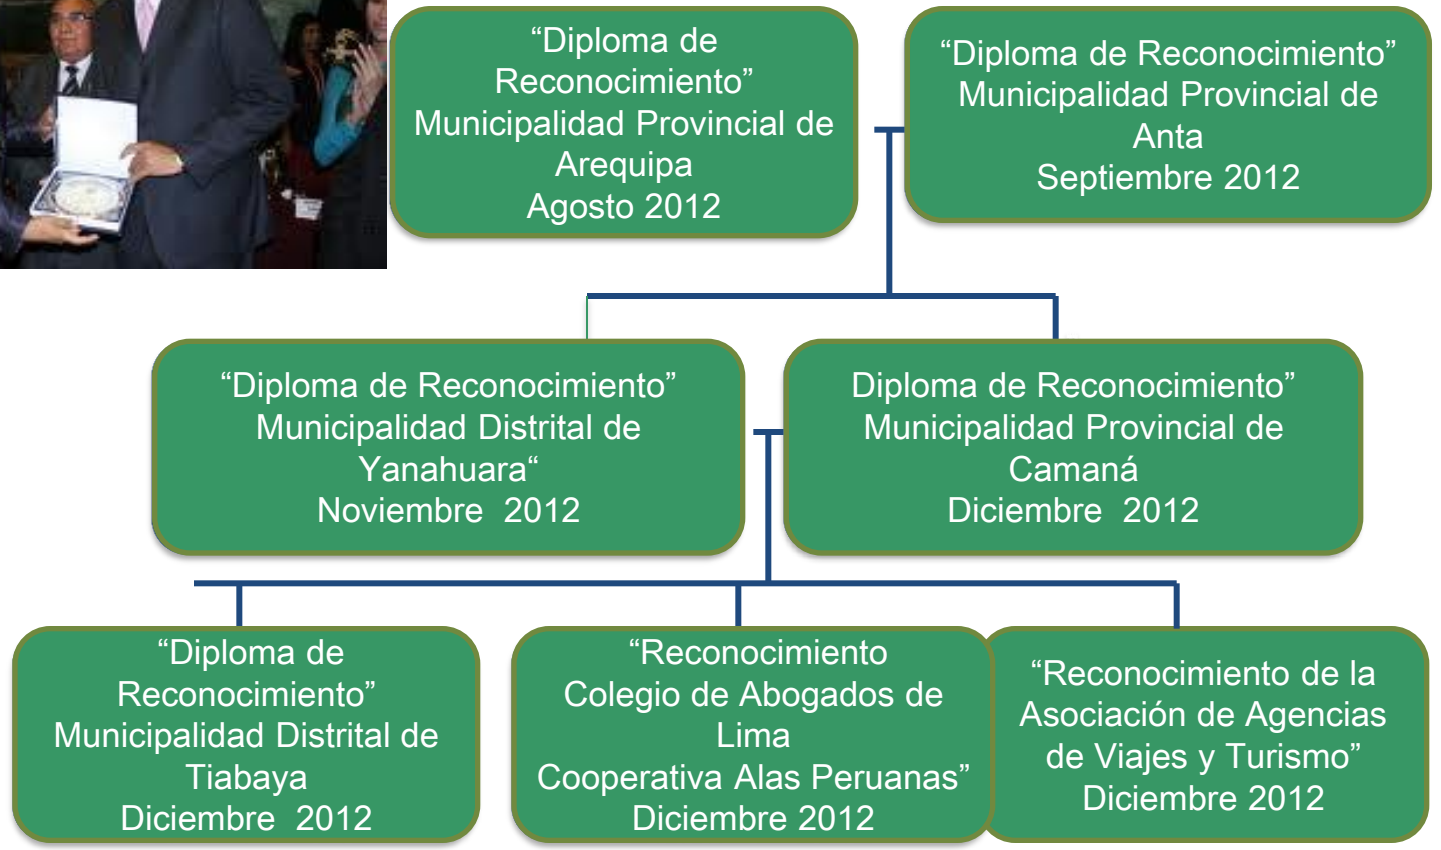 “Diploma de
Reconocimiento”
Municipalidad Provincial de
Arequipa
Agosto 2012
“Diploma de Reconocimiento”
Municipalidad Provincial de
Anta
Septiembre 2012
“Diploma de Reconocimiento”
Municipalidad Distrital de
Yanahuara“
Noviembre  2012
Diploma de Reconocimiento”
Municipalidad Provincial de
Camaná
Diciembre  2012
“Diploma de
Reconocimiento”
Municipalidad Distrital de
Tiabaya
Diciembre  2012
“Reconocimiento
Colegio de Abogados de
Lima
Cooperativa Alas Peruanas”
Diciembre 2012
“Reconocimiento de la
Asociación de Agencias
de Viajes y Turismo”
Diciembre 2012